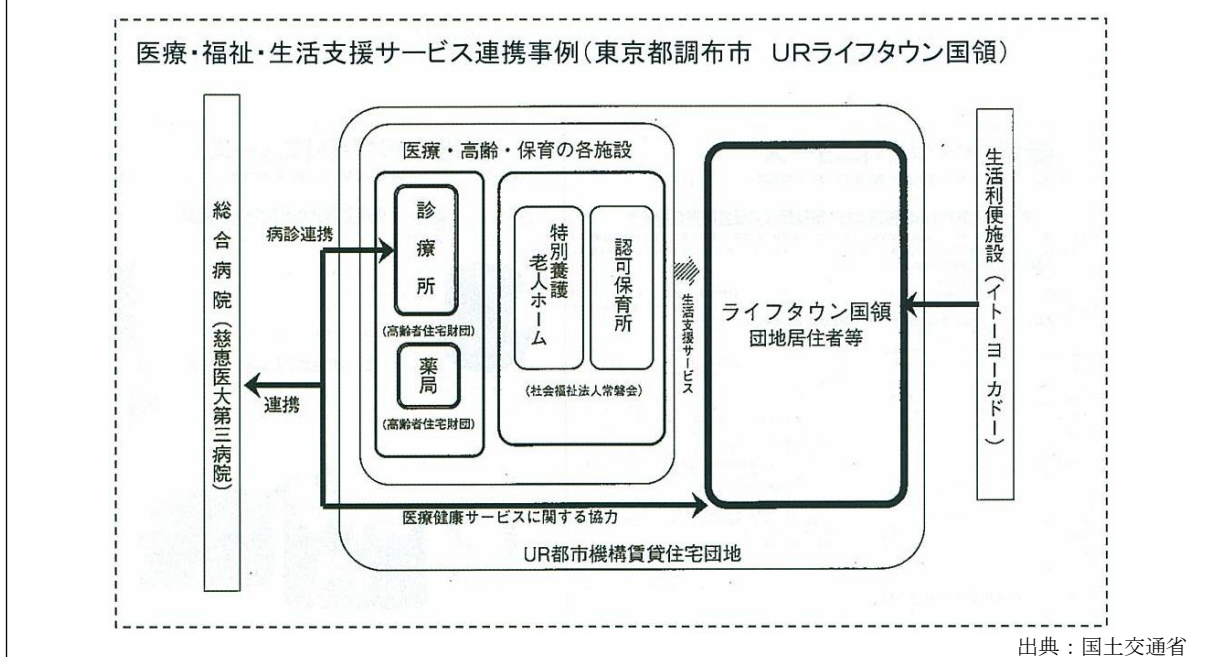 医療・福祉・生活支援サービス連携事例(東京都調布市 URライフタウン国領)
総合病院(慈恵医大第三病院)
病診連携
連携
医療・高齢・保育の各施設
診療所
(高齢者住宅財団)
薬局
(高齢者住宅財団)
特別養護
老人ホーム
認可保育所
(社会福祉法人常磐会)
生活支援サービス
ライフタウン国領
団地居住者等
生活利便施設(イトーヨーカドー)
医療健康サービスに関する協力
UR都市機構賃貸住宅団地
出典:国土交通省